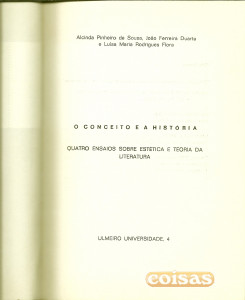 Alcinda Pinheiro de Sousa, João Ferreira Duarte
e Luísa Maria Rodrigues Flora
O CONCEITO E A HISTÓRIA
QUATRO ENSAIOS SOBRE ESTÉTICA E TEORIA DA
LITERATURA
ULMEIRO UNIVERSIDADE, 4
coisas